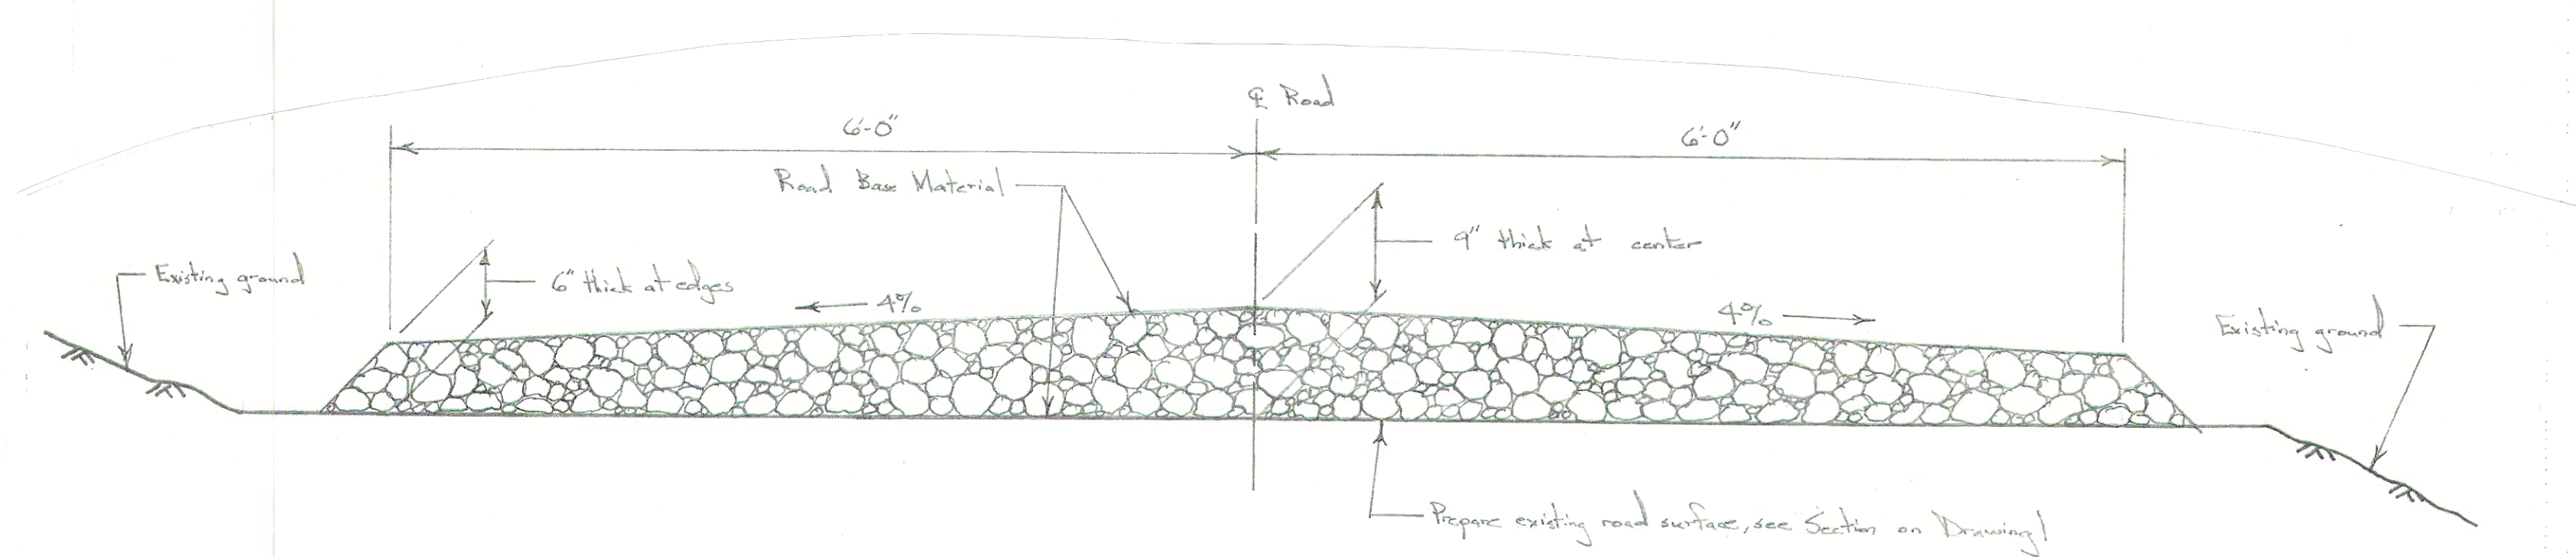 ℄ Road
6'-0"
6'-0"
Road Base Material
9" thick at center
Existing ground
6" thick at edges
4%
4%
Existing ground
Prepare existing road surface, see Section on Drawing 1